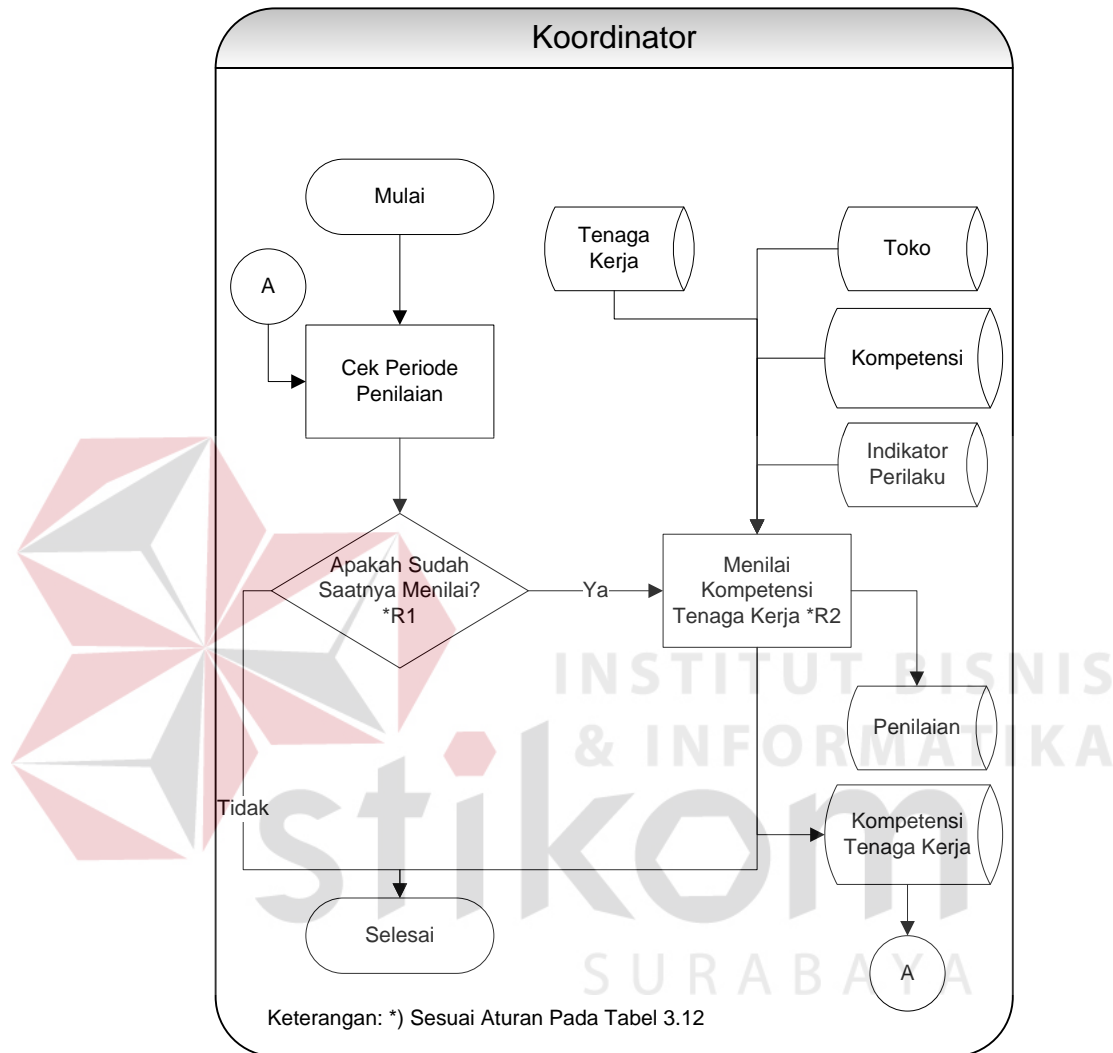 Koordinator
Mulai
A
Cek Periode
Penilaian
Apakah Sudah
Saatnya Menilai?
*R1
Ya
Tidak
Selesai
Tenaga
Kerja
Toko
Kompetensi
Indikator
Perilaku
Menilai
Kompetensi
Tenaga Kerja *R2
Penilaian
Kompetensi
Tenaga Kerja
A
Keterangan: *) Sesuai Aturan Pada Tabel 3.12
INSTITUT BISNIS
& INFORMATIKA
stikom
SURABAYA